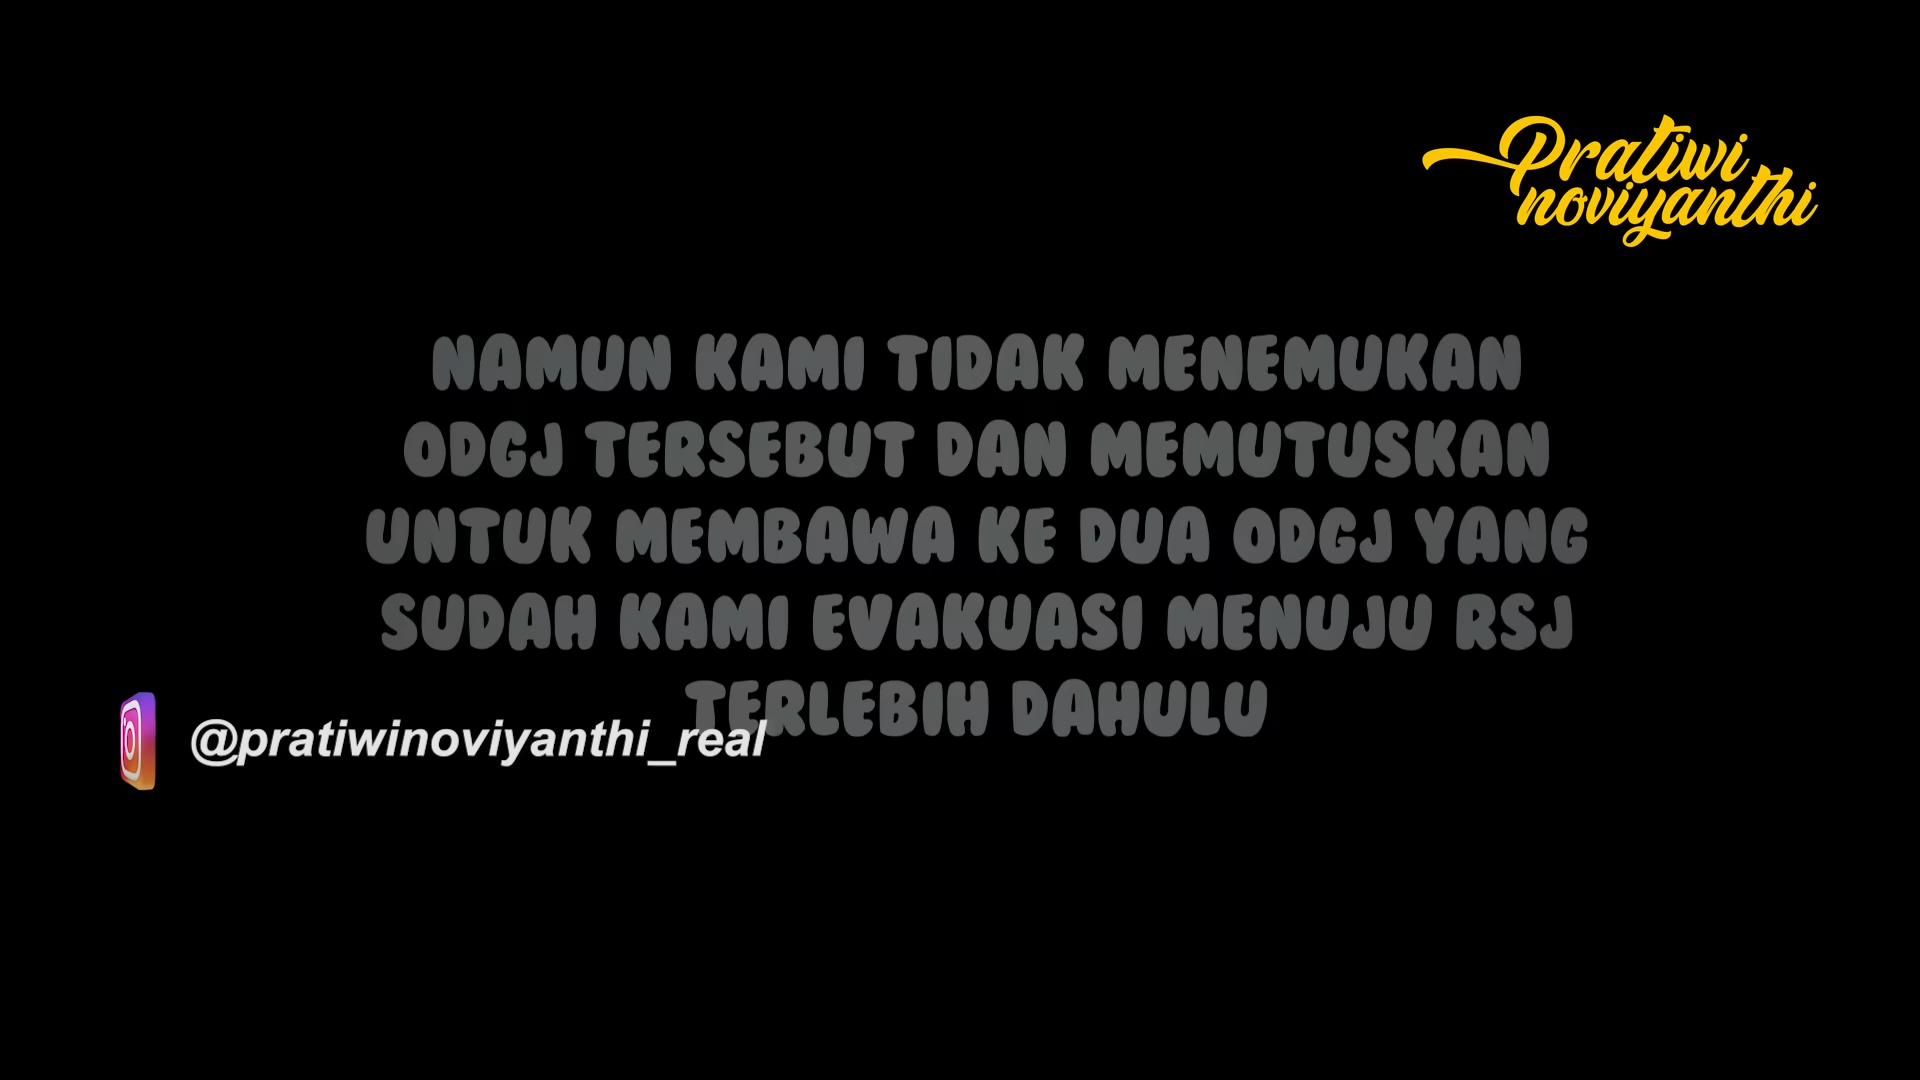 Pratiwi
noviyanthi
NAMUN KAMI TIDAK MENEMUKAN
ODGJ TERSEBUT DAN MEMUTUSKAN
UNTUK MEMBAWA KE DUA ODGJ YANG
SUDAH KAMI EVAKUASI MENUJU RSJ
TERLEBIH DAHULU
@pratiwinoviyanthi_real